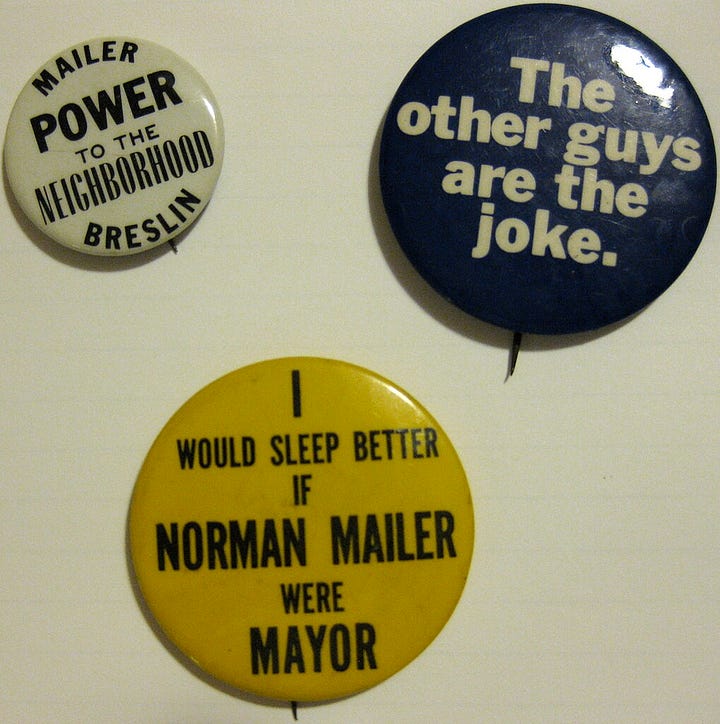 MAILER
POWER
TO THE
NEIGHBORHOOD
BRESLIN
The
other guys
are the
joke.
I
WOULD SLEEP BETTER
IF
NORMAN MAILER
WERE
MAYOR